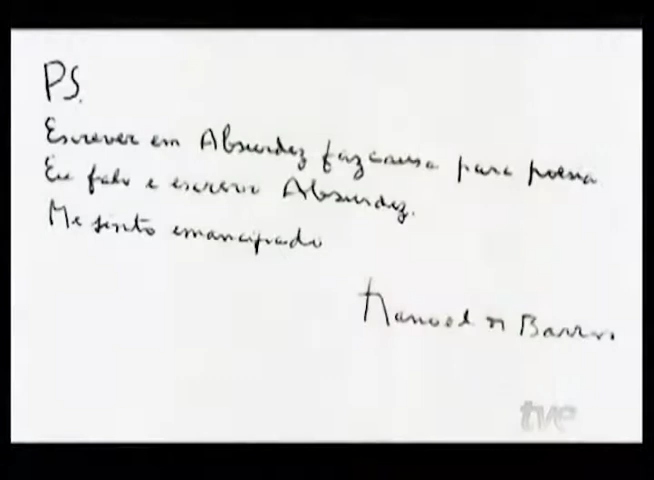 PS.
Escrever em Absurdez faz causa para poesia
Eu falo e escrevo Absurdez.
Me sinto emancipado
Manoel de Barros
tve